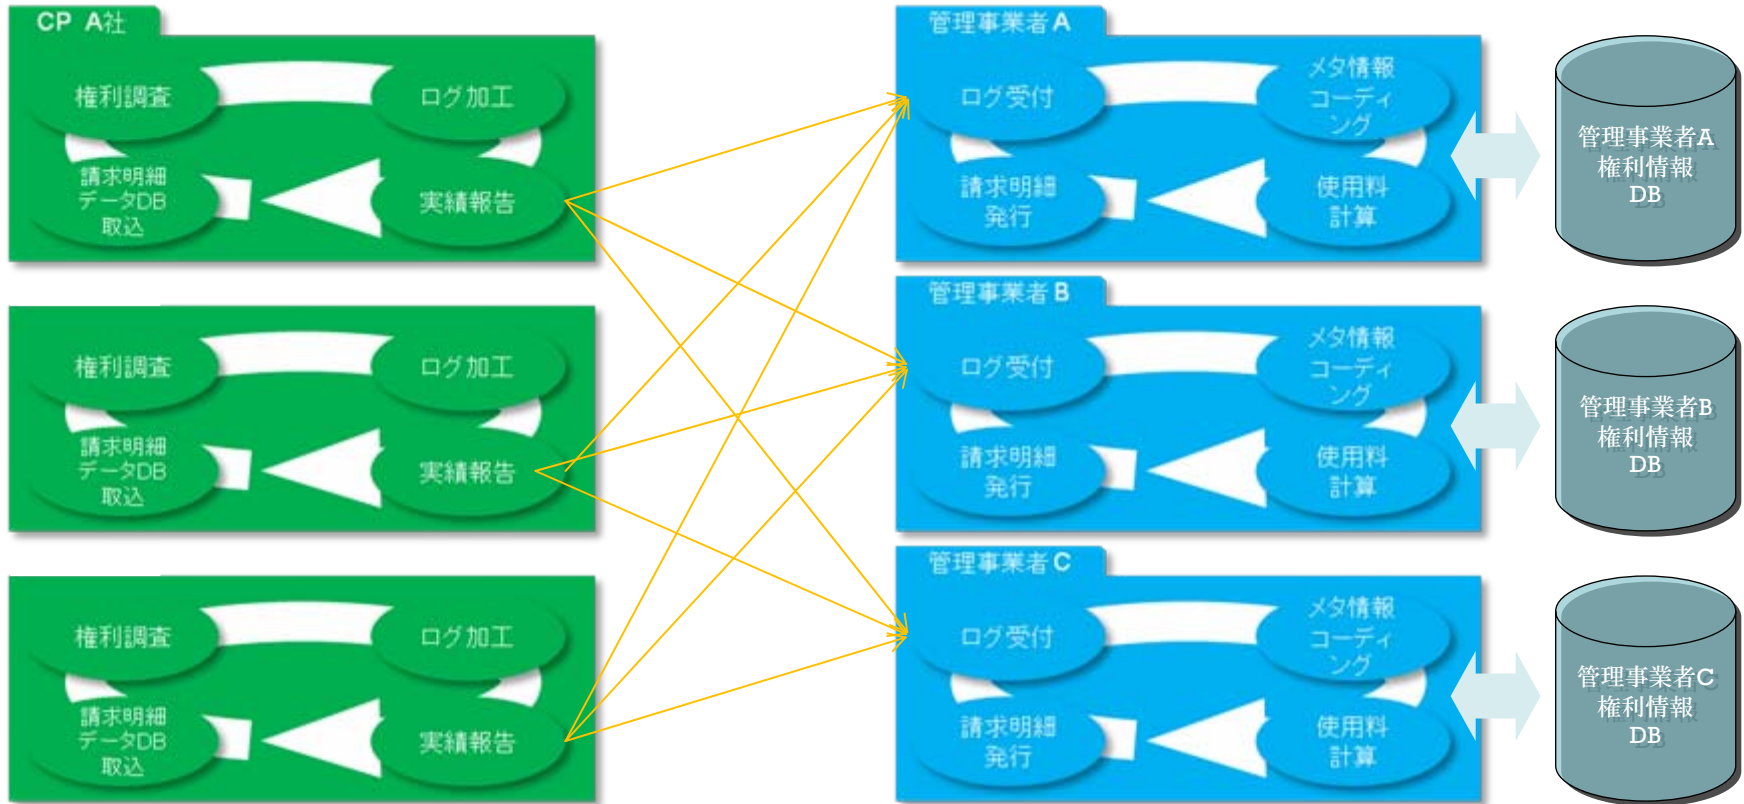 CP A社
権利調査
ログ加工
請求明細
データDB
取込
実績報告
管理事業者A
ログ受付
メタ情報
コーディ
ング
請求明細
発行
使用料
計算
管理事業者A
権利情報
DB
権利調査
ログ加工
請求明細
データDB
取込
実績報告
管理事業者B
ログ受付
メタ情報
コーディ
ング
請求明細
発行
使用料
計算
管理事業者B
権利情報
DB
権利調査
ログ加工
請求明細
データDB
取込
実績報告
管理事業者C
ログ受付
メタ情報
コーディ
ング
請求明細
発行
使用料
計算
管理事業者C
権利情報
DB